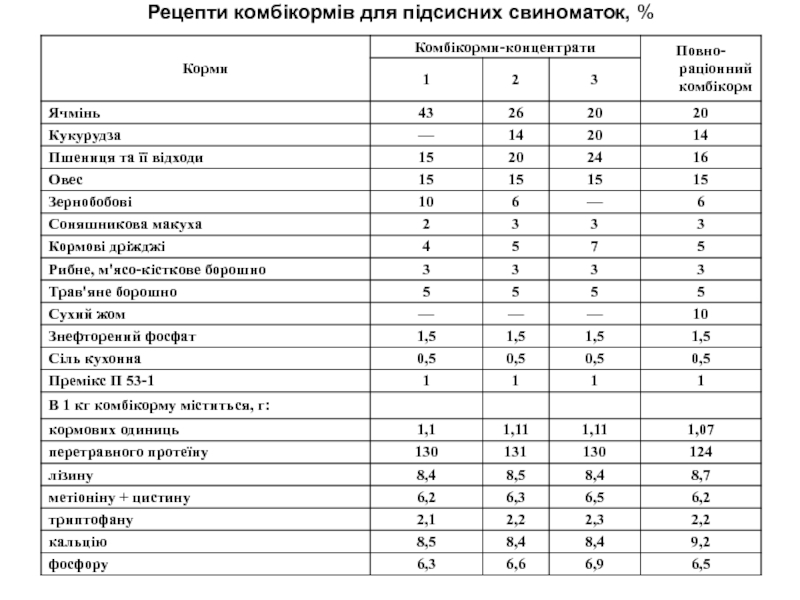 Рецепти комбікормів для підсисних свиноматок, %
Корми
Комбікорми-концентрати
Повно-
раціонний
комбікорм
1 2 3
Ячмінь 43 26 20 20
Кукурудза — 14 20 14
Пшениця та її відходи 15 20 24 16
Овес 15 15 15 15
Зернобобові 10 6 — 6
Соняшникова макуха 2 3 3 3
Кормові дріжджі 4 5 7 5
Рибне, м'ясо-кісткове борошно 3 3 3 3
Трав'яне борошно 5 5 5 5
Сухий жом — — — 10
Знефторений фосфат 1,5 1,5 1,5 1,5
Сіль кухонна 0,5 0,5 0,5 0,5
Премікс П 53-1 1 1 1 1
В 1 кг комбікорму міститься, г:
кормових одиниць 1,1 1,11 1,11 1,07
перетравного протеїну 130 131 130 124
лізину 8,4 8,5 8,4 8,7
метіоніну + цистину 6,2 6,3 6,5 6,2
триптофану 2,1 2,2 2,3 2,2
кальцію 8,5 8,4 8,4 9,2
фосфору 6,3 6,6 6,9 6,5